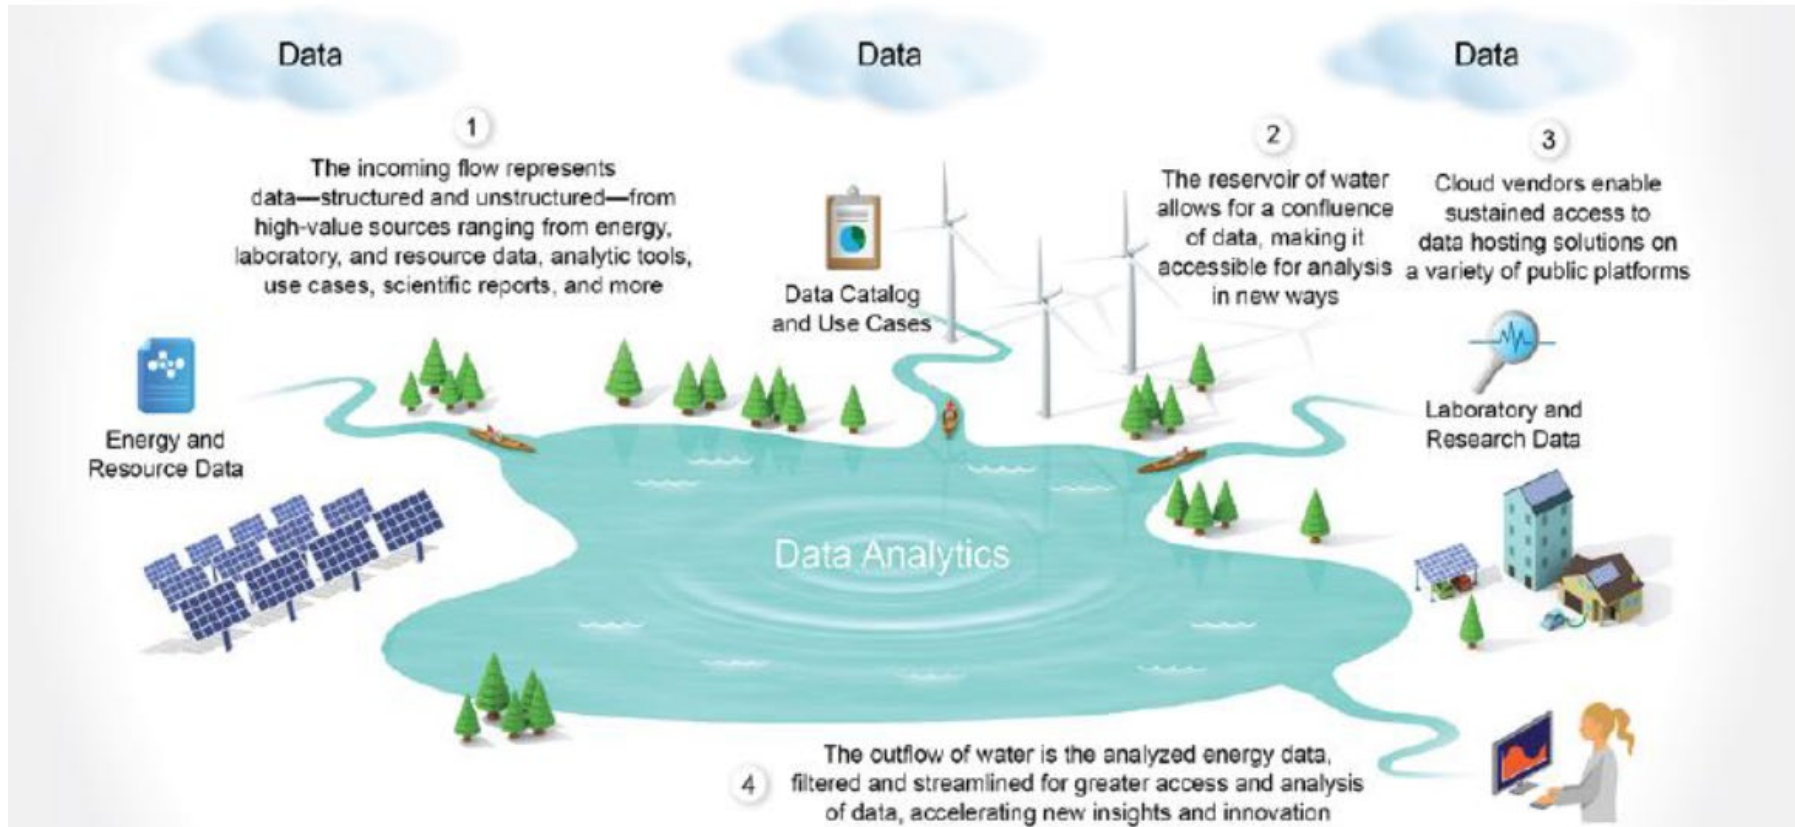 Data
Data
Data
1
The incoming flow represents
data—structured and unstructured—from
high-value sources ranging from energy,
laboratory, and resource data, analytic tools,
use cases, scientific reports, and more
2
The reservoir of water
allows for a confluence
of data, making it
accessible for analysis
in new ways
3
Cloud vendors enable
sustained access to
data hosting solutions on
a variety of public platforms
Data Catalog
and Use Cases
Energy and
Resource Data
Laboratory and
Research Data
Data Analytics
4
The outflow of water is the analyzed energy data,
filtered and streamlined for greater access and analysis
of data, accelerating new insights and innovation